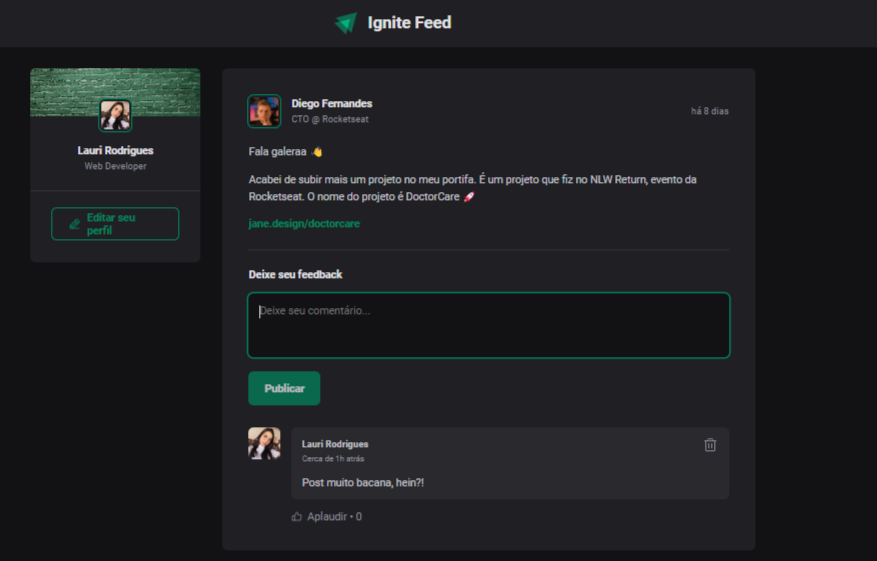 Ignite Feed
Lauri Rodrigues
Web Developer
Editar seu
perfil
Diego Fernandes
CTO @ Rocketseat
há 8 dias
Fala galeraa 👋
Acabei de subir mais um projeto no meu portifa. É um projeto que fiz no NLW Return, evento da
Rocketseat. O nome do projeto é DoctorCare 🚀
jane.design/doctorcare
Deixe seu feedback
Deixe seu comentário...
Publicar
Lauri Rodrigues
Cerca de 1h atrás
Post muito bacana, hein?!
Aplaudir • 0